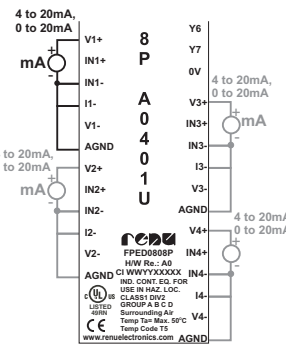 4 to 20mA,
0 to 20mA
mA
+
-
V1+
IN1+
IN1-
I1-
V1-
AGND
to 20mA,
to 20mA
mA
+
-
V2+
IN2+
IN2-
I2-
V2-
AGND
8
P
A
0
4
0
1
U
Y6
Y7
0V
4 to 20mA,
0 to 20mA
mA
+
-
V3+
IN3+
IN3-
I3-
V3-
AGND
4 to 20mA
0 to 20mA
+
-
V4+
IN4+
IN4-
I4-
V4-
AGND
FPED0808P
H/W Re.: A0
CI WWYYXXXXX
IND. CONT. EQ. FOR
USE IN HAZ. LOC.
CLASS1 DIV2
GROUP A B C D
Surrounding Air
Temp Ta= Max. 50°C
Temp Code T5
c UL us
LISTED
49RN
CE
www.renuelectronics.com